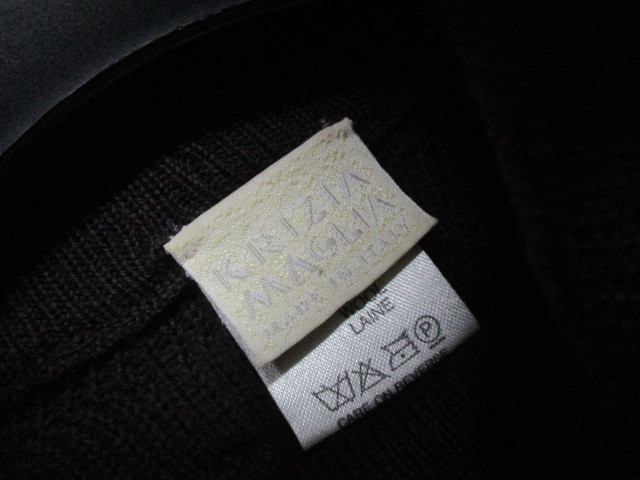 KRIZIA
MAGLIA
MADE IN ITALY
WOOL
LAINE
P
CARE ON REVERSE